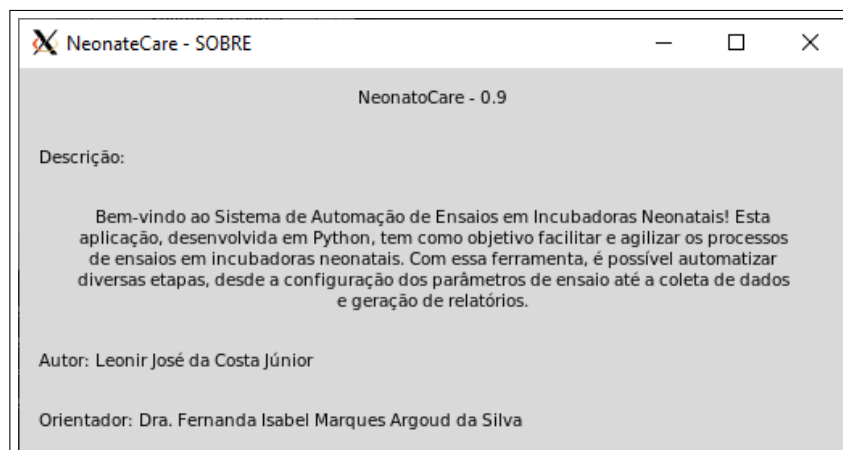 NeonateCare - SOBRE
NeonatoCare - 0.9
Descrição:
Bem-vindo ao Sistema de Automação de Ensaios em Incubadoras Neonatais! Esta
aplicação, desenvolvida em Python, tem como objetivo facilitar e agilizar os processos
de ensaios em incubadoras neonatais. Com essa ferramenta, é possível automatizar
diversas etapas, desde a configuração dos parâmetros de ensaio até a coleta de dados
e geração de relatórios.
Autor: Leonir José da Costa Júnior
Orientador: Dra. Fernanda Isabel Marques Argoud da Silva